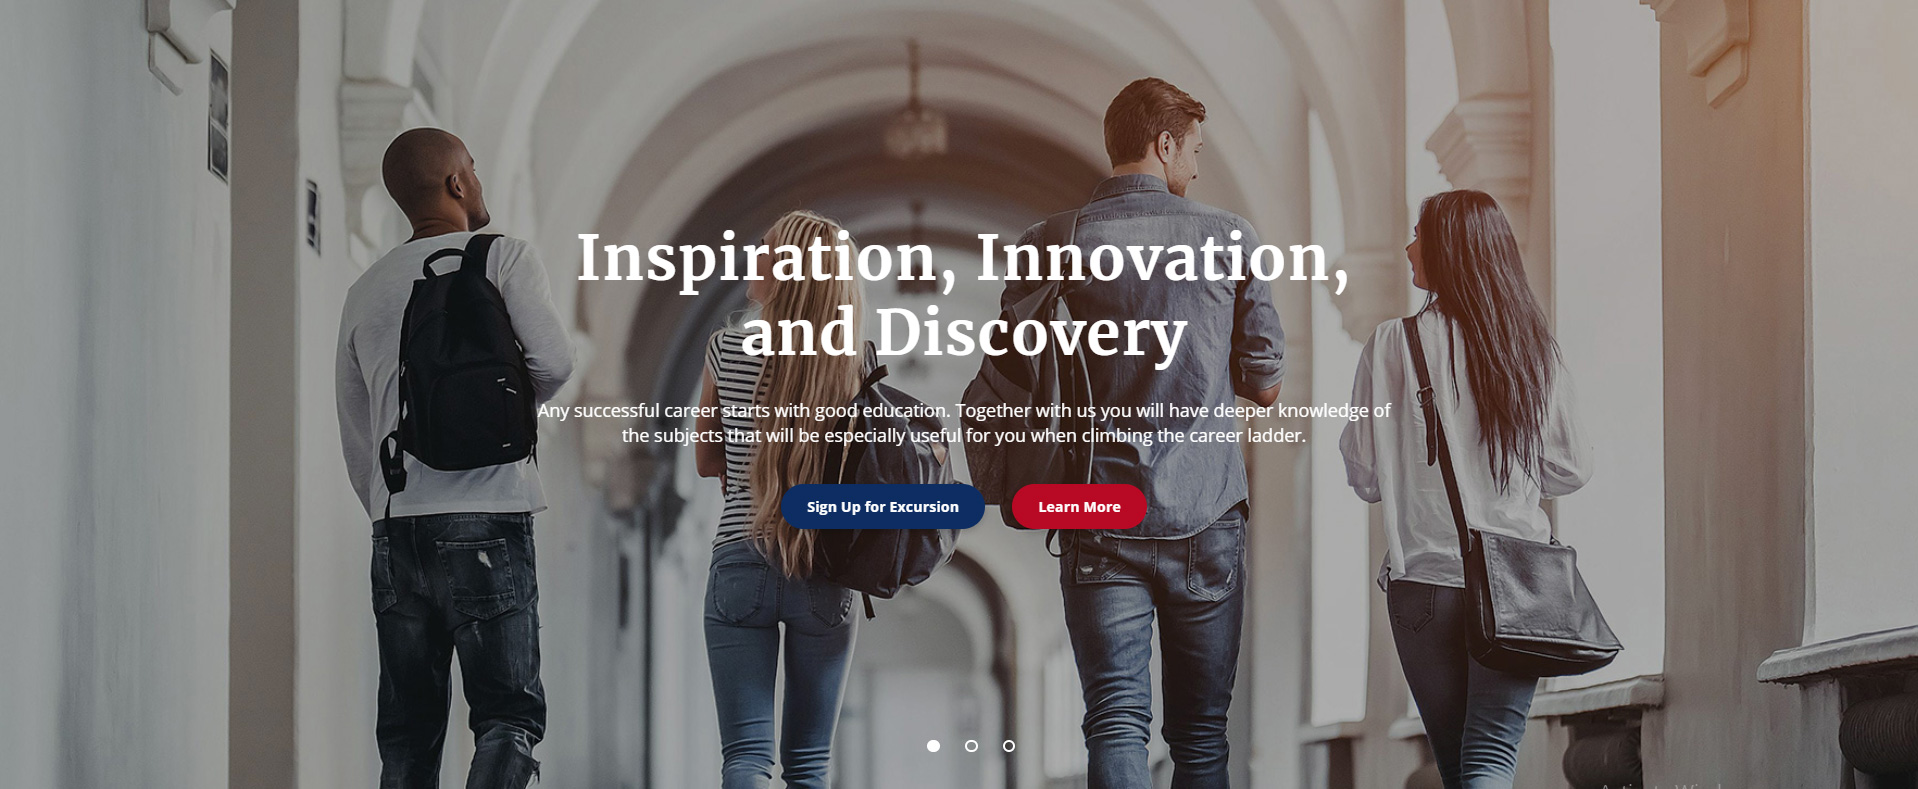 Inspiration, Innovation,
and Discovery
Any successful career starts with good education. Together with us you will have deeper knowledge of
the subjects that will be especially useful for you when climbing the career ladder.
Sign Up for Excursion
Learn More